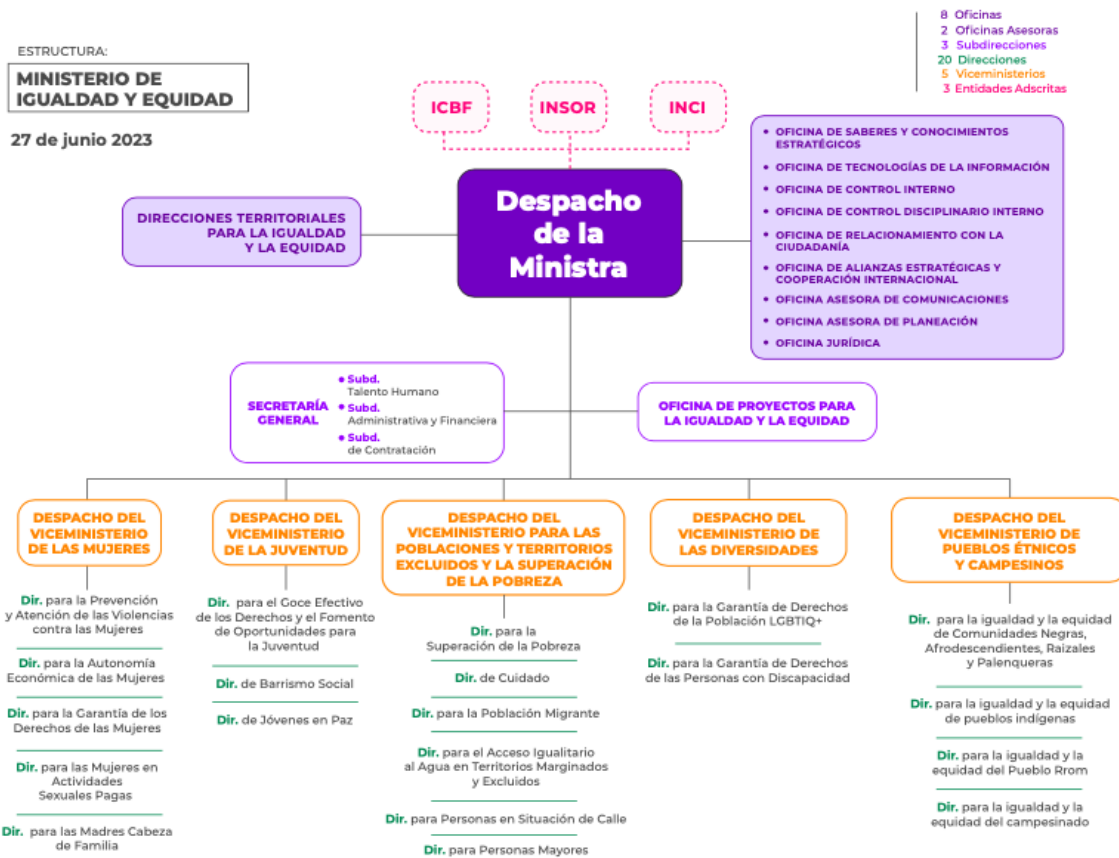 ESTRUCTURA:
MINISTERIO DE
IGUALDAD Y EQUIDAD
27 de junio 2023
8 Oficinas
2 Oficinas Asesoras
3 Subdirecciones
20 Direcciones
5 Viceministerios
3 Entidades Adscritas
ICBF
INSOR
INCI
DIRECCIONES TERRITORIALES
PARA LA IGUALDAD
Y LA EQUIDAD
Despacho
de la
Ministra
• OFICINA DE SABERES Y CONOCIMIENTOS
ESTRATÉGICOS
• OFICINA DE TECNOLOGÍAS DE LA INFORMACIÓN
• OFICINA DE CONTROL INTERNO
• OFICINA DE CONTROL DISCIPLINARIO INTERNO
• OFICINA DE RELACIONAMIENTO CON LA
CIUDADANÍA
• OFICINA DE ALIANZAS ESTRATÉGICAS Y
COOPERACIÓN INTERNACIONAL
• OFICINA ASESORA DE COMUNICACIONES
• OFICINA ASESORA DE PLANEACIÓN
• OFICINA JURÍDICA
SECRETARÍA
GENERAL
• Subd.
Talento Humano
• Subd.
Administrativa y Financiera
• Subd.
de Contratación
OFICINA DE PROYECTOS PARA
LA IGUALDAD Y LA EQUIDAD
DESPACHO DEL
VICEMINISTERIO
DE LAS MUJERES
Dir. para la Prevención
y Atención de las Violencias
contra las Mujeres
Dir. para la Autonomía
Económica de las Mujeres
Dir. para la Garantía de los
Derechos de las Mujeres
Dir. para las Mujeres en
Actividades
Sexuales Pagas
Dir. para las Madres Cabeza
de Familia
DESPACHO DEL
VICEMINISTERIO
DE LA JUVENTUD
Dir. para el Goce Efectivo
de los Derechos y el Fomento
de Oportunidades para
la Juventud
Dir. de Barrismo Social
Dir. de Jóvenes en Paz
DESPACHO DEL
VICEMINISTERIO PARA LAS
POBLACIONES Y TERRITORIOS
EXCLUIDOS Y LA SUPERACIÓN
DE LA POBREZA
Dir. para la
Superación de la Pobreza
Dir. de Cuidado
Dir. para la Población Migrante
Dir. para el Acceso Igualitario
al Agua en Territorios Marginados
y Excluidos
Dir. para Personas en Situación de Calle
Dir. para Personas Mayores
DESPACHO DEL
VICEMINISTERIO DE
LAS DIVERSIDADES
Dir. para la Garantía de Derechos
de la Población LGBTIQ+
Dir. para la Garantía de Derechos
de las Personas con Discapacidad
DESPACHO DEL
VICEMINISTERIO DE
PUEBLOS ÉTNICOS
Y CAMPESINOS
Dir. para la igualdad y la equidad
de Comunidades Negras,
Afrodescendientes, Raizales
y Palenqueras
Dir. para la igualdad y la equidad
de pueblos indígenas
Dir. para la igualdad y la
equidad del Pueblo Rrom
Dir. para la igualdad y la
equidad del campesinado